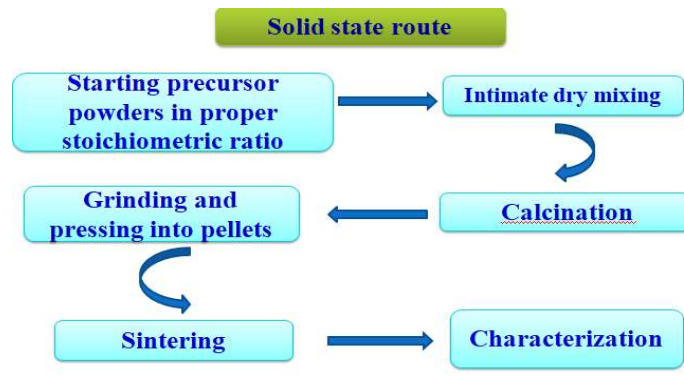 Solid state route
Starting precursor
powders in proper
stoichiometric ratio
Intimate dry mixing
Calcination
Grinding and
pressing into pellets
Sintering
Characterization